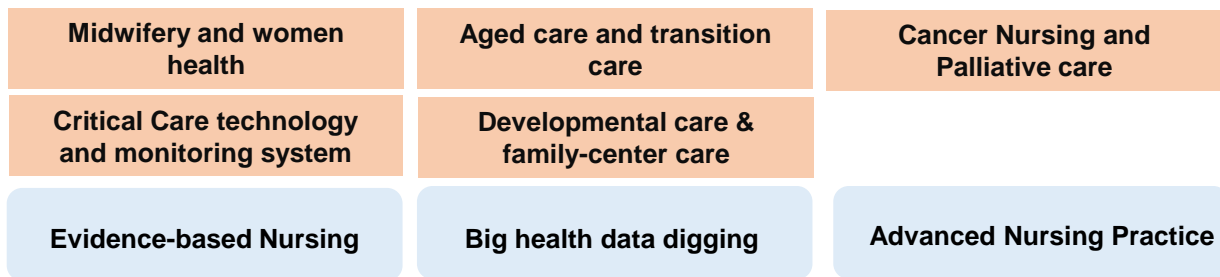 Midwifery and women
health
Aged care and transition
care
Cancer Nursing and
Palliative care
Critical Care technology
and monitoring system
Developmental care &
family-center care
Evidence-based Nursing
Big health data digging
Advanced Nursing Practice